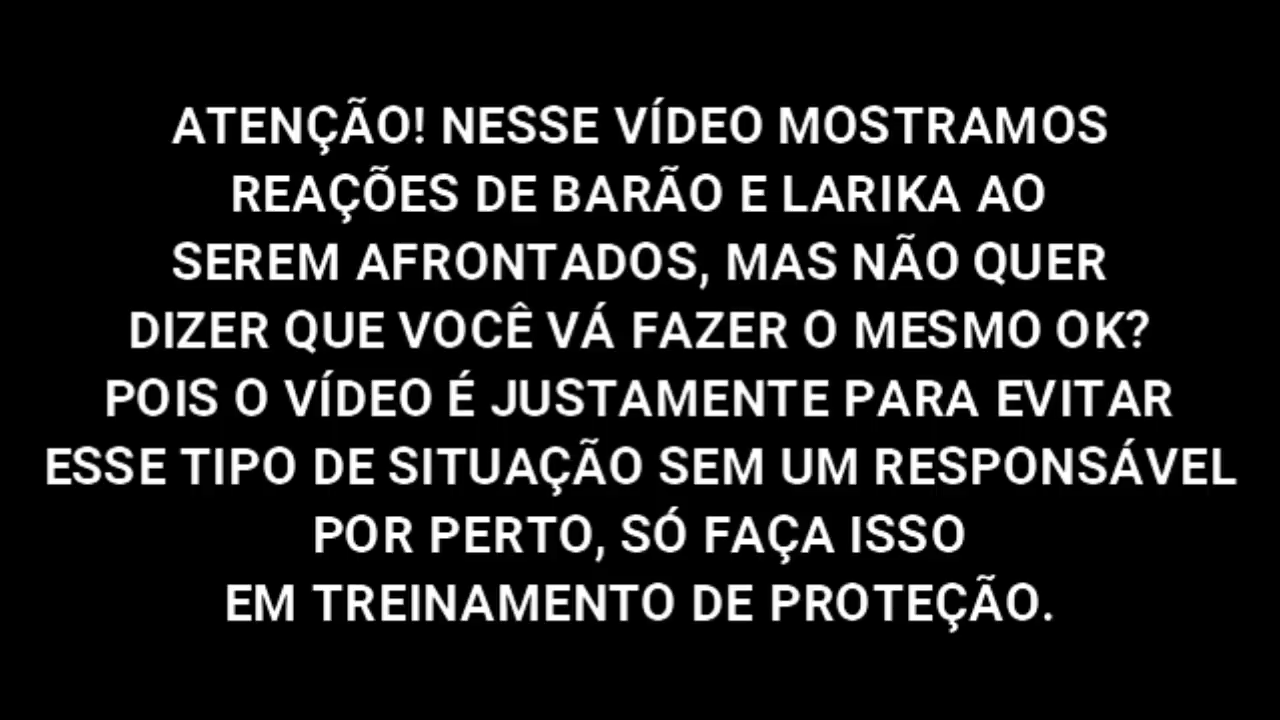 ATENÇÃO! NESSE VÍDEO MOSTRAMOS
REAÇÕES DE BARÃO E LARIKA AO
SEREM AFRONTADOS, MAS NÃO QUER
DIZER QUE VOCÊ VÁ FAZER O MESMO OK?
POIS O VÍDEO É JUSTAMENTE PARA EVITAR
ESSE TIPO DE SITUAÇÃO SEM UM RESPONSÁVEL
POR PERTO, SÓ FAÇA ISSO
EM TREINAMENTO DE PROTEÇÃO.